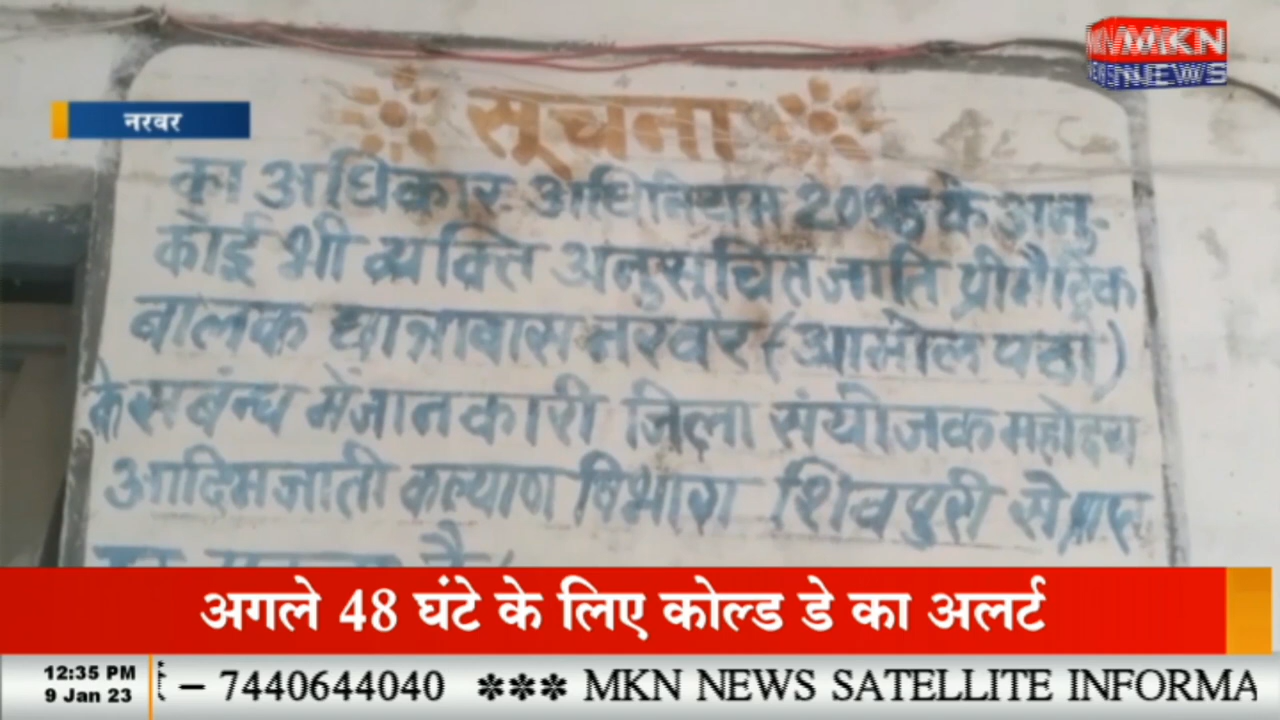 MKN
NEWS
नरवर
सूचना
का अधिकार अधिनियम 2005 के अनु-
कोई भी व्यक्ति अनुसूचित जाति प्रीमैट्रिक
बालक छात्रावास नरवर (आमोल पठा)
के सबंन्ध में जानकारी जिला संयोजक महोदय
आदिमजाती कल्याण विभाग शिवपुरी से प्राप्त
कर सकता है।
अगले 48 घंटे के लिए कोल्ड डे का अलर्ट
12:35 PM
9 Jan 23
– 7440644040 *** MKN NEWS SATELLITE INFORMA